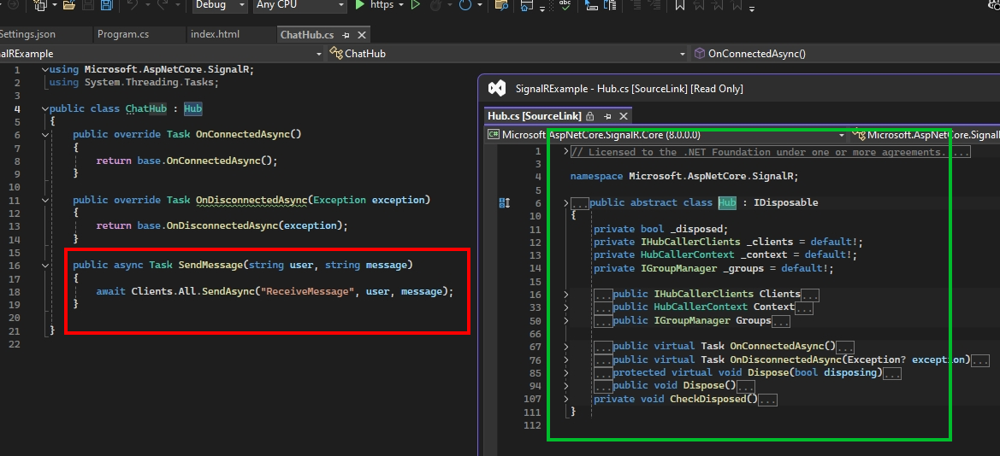 Debug
Any CPU
https
Settings.json
Program.cs
index.html
ChatHub.cs
ChatHub
OnConnectedAsync()
1 using Microsoft.AspNetCore.SignalR;
2 using System.Threading.Tasks;
3
4 public class ChatHub : Hub
5 {
6 public override Task OnConnectedAsync()
7 {
8 return base.OnConnectedAsync();
9 }
10
11 public override Task OnDisconnectedAsync(Exception exception)
12 {
13 return base.OnDisconnectedAsync(exception);
14 }
15
16 public async Task SendMessage(string user, string message)
17 {
18 await Clients.All.SendAsync("ReceiveMessage", user, message);
19 }
20
21 }
22
SignalRExample - Hub.cs [SourceLink] [Read Only]
Hub.cs [SourceLink]
C# Microsoft.AspNetCore.SignalR.Core (8.0.0.0)
Microsoft.AspNetCore.SignalR
1 // Licensed to the .NET Foundation under one or more agreements. ...
3
4 namespace Microsoft.AspNetCore.SignalR;
5
6 ...public abstract class Hub : IDisposable
10 {
11 private bool _disposed;
12 private IHubCallerClients _clients = default!;
13 private HubCallerContext _context = default!;
14 private IGroupManager _groups = default!;
15
16 ...public IHubCallerClients Clients...
33 ...public HubCallerContext Context...
50 ...public IGroupManager Groups...
66
67 ...public virtual Task OnConnectedAsync()...
76 ...public virtual Task OnDisconnectedAsync(Exception? exception)...
85 ...protected virtual void Dispose(bool disposing)...
94 ...public void Dispose()...
107 private void CheckDisposed()...
111 }
112